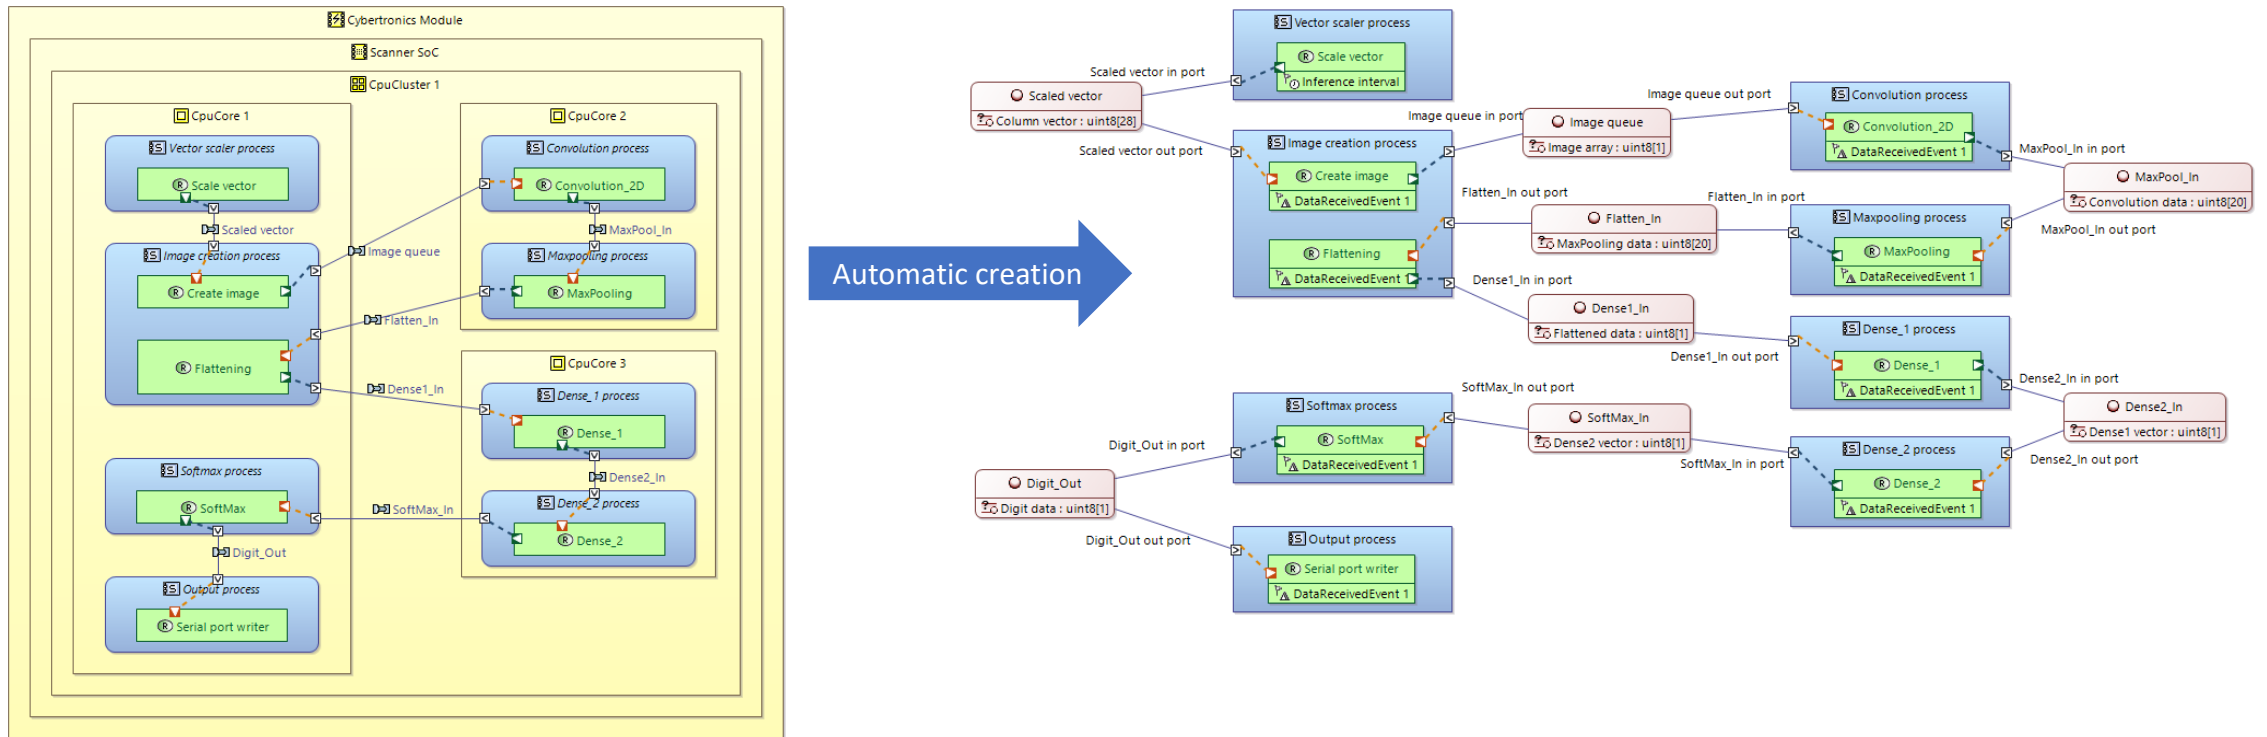 Cybertronics Module
Scanner SoC
CpuCluster 1
CpuCore 1
Vector scaler process
Scale vector
Scaled vector
Image creation process
Create image
Flattening
Softmax process
SoftMax
Digit_Out
Output process
Serial port writer
Image queue
Flatten_In
Dense1_In
SoftMax_In
CpuCore 2
Convolution process
Convolution_2D
MaxPool_In
Maxpooling process
MaxPooling
CpuCore 3
Dense_1 process
Dense_1
Dense2_In
Dense_2 process
Dense_2
Automatic creation
Vector scaler process
Scale vector
Inference interval
Scaled vector in port
Scaled vector
Column vector : uint8[28]
Scaled vector out port
Image creation process
Create image
DataReceivedEvent 1
Flattening
DataReceivedEvent 1
Image queue in port
Image queue
Image array : uint8[1]
Image queue out port
Convolution process
Convolution_2D
DataReceivedEvent 1
MaxPool_In in port
MaxPool_In
Convolution data : uint8[20]
MaxPool_In out port
Maxpooling process
MaxPooling
DataReceivedEvent 1
Flatten_In in port
Flatten_In
MaxPooling data : uint8[20]
Flatten_In out port
Dense1_In in port
Dense1_In
Flattened data : uint8[1]
Dense1_In out port
Dense_1 process
Dense_1
DataReceivedEvent 1
Dense2_In in port
Dense2_In
Dense1 vector : uint8[1]
Dense2_In out port
Dense_2 process
Dense_2
DataReceivedEvent 1
SoftMax_In in port
SoftMax_In
Dense2 vector : uint8[1]
SoftMax_In out port
Softmax process
SoftMax
DataReceivedEvent 1
Digit_Out in port
Digit_Out
Digit data : uint8[1]
Digit_Out out port
Output process
Serial port writer
DataReceivedEvent 1